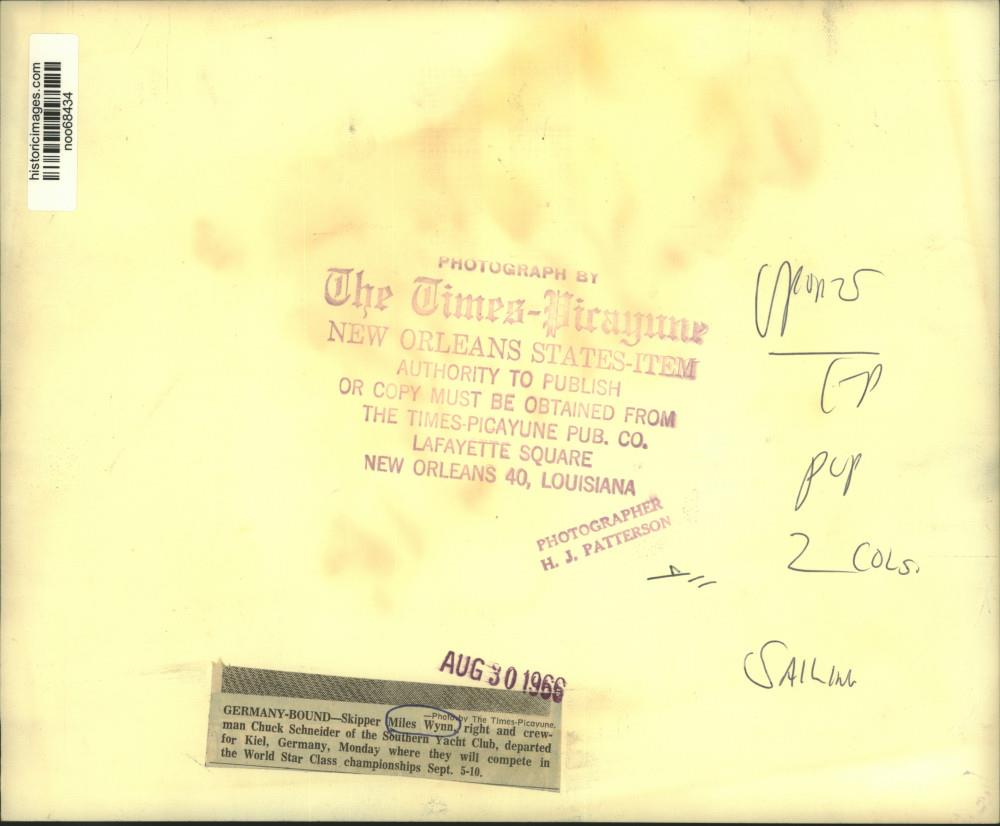 historicimages.com
noo68434
PHOTOGRAPH BY
The Times-Picayune
NEW ORLEANS STATES-ITEM
AUTHORITY TO PUBLISH
OR COPY MUST BE OBTAINED FROM
THE TIMES-PICAYUNE PUB. CO.
LAFAYETTE SQUARE
NEW ORLEANS 40, LOUISIANA
PHOTOGRAPHER
H. J. PATTERSON
2 COLS.
SAILING
AUG 30 1966
—Photo by The Times-Picayune.
GERMANY-BOUND—Skipper Miles Wynn, right and crew-
man Chuck Schneider of the Southern Yacht Club, departed
for Kiel, Germany, Monday where they will compete in
the World Star Class championships Sept. 5-10.